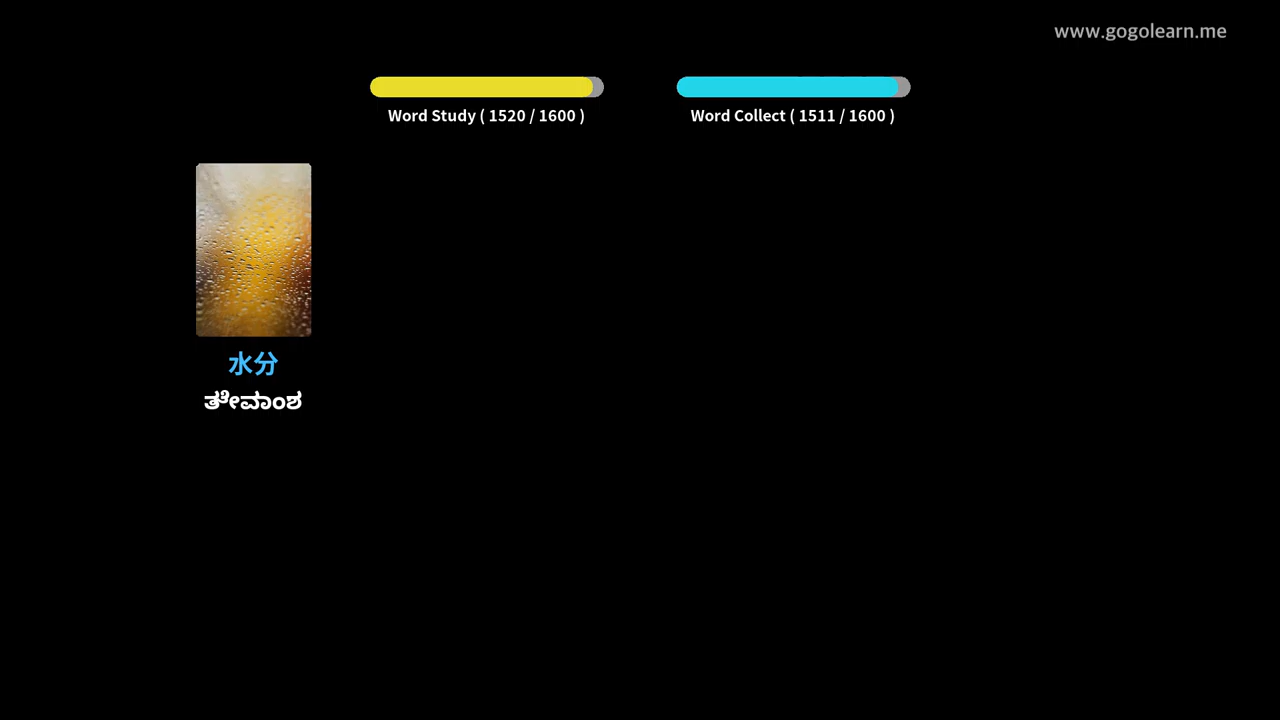 www.gogolearn.me
Word Study ( 1520 / 1600 )
Word Collect ( 1511 / 1600 )
水分
ತೇವಾಂಶ